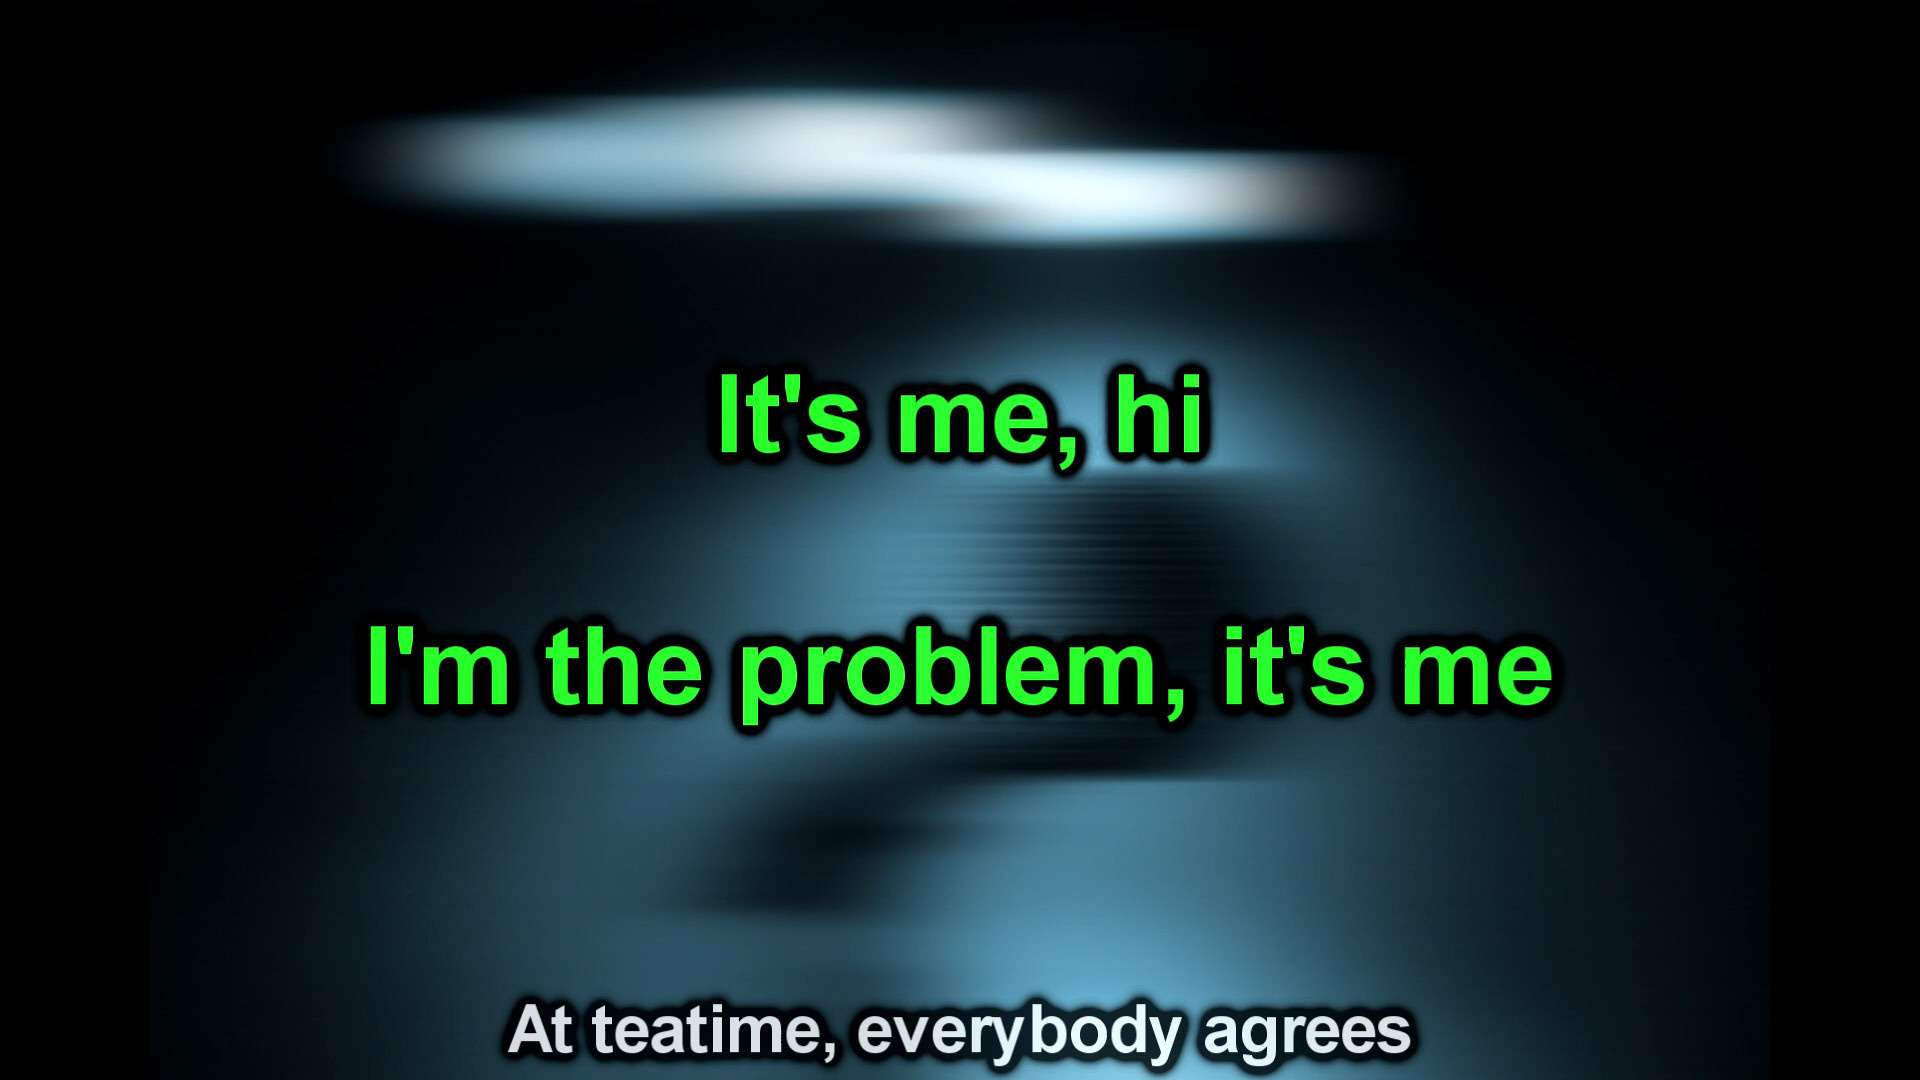 It's me, hi
I'm the problem, it's me
At teatime, everybody agrees